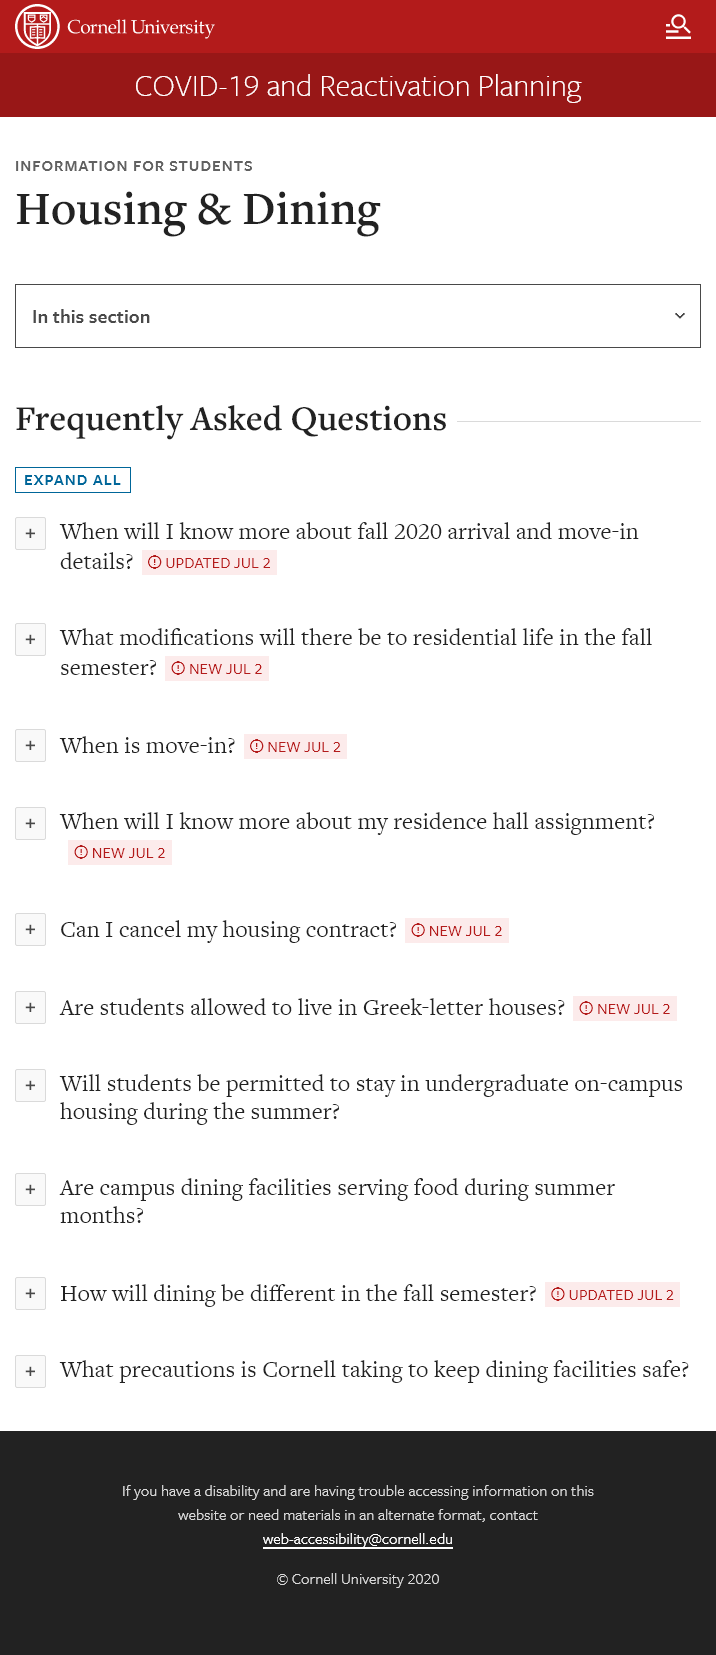 Cornell University
COVID-19 and Reactivation Planning
INFORMATION FOR STUDENTS
Housing & Dining
In this section
Frequently Asked Questions
EXPAND ALL
When will I know more about fall 2020 arrival and move-in
details? UPDATED JUL 2
What modifications will there be to residential life in the fall
semester? NEW JUL 2
When is move-in? NEW JUL 2
When will I know more about my residence hall assignment?
NEW JUL 2
Can I cancel my housing contract? NEW JUL 2
Are students allowed to live in Greek-letter houses? NEW JUL 2
Will students be permitted to stay in undergraduate on-campus
housing during the summer?
Are campus dining facilities serving food during summer
months?
How will dining be different in the fall semester? UPDATED JUL 2
What precautions is Cornell taking to keep dining facilities safe?
If you have a disability and are having trouble accessing information on this
website or need materials in an alternate format, contact
web-accessibility@cornell.edu
© Cornell University 2020